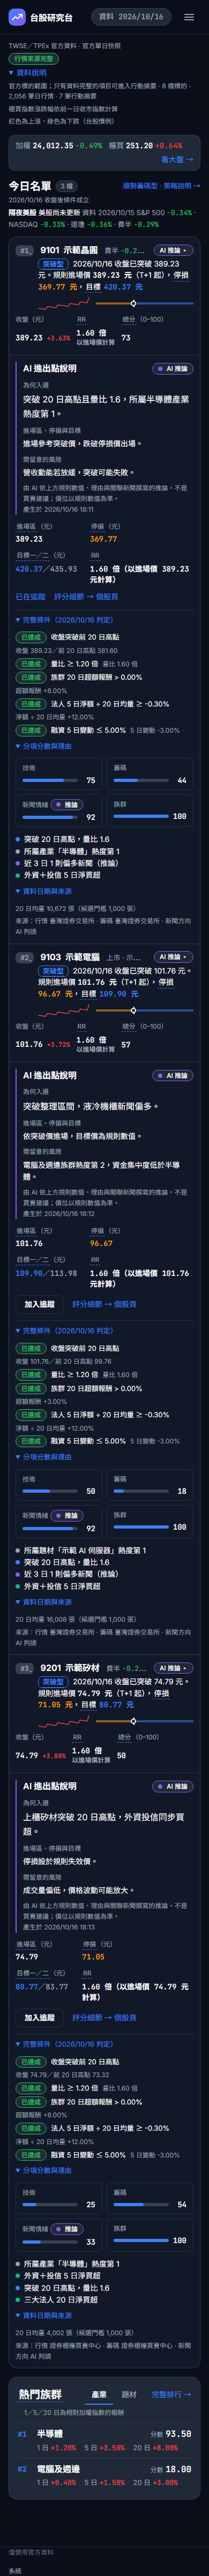 台股研究台
資料 2026/10/16
TWSE／TPEx 官方資料 · 官方單日快照
行情來源完整
▼ 資料說明
官方標的範圍；只有資料完整的項目可進入行動摘要 · 8 檔標的 · 2,056 筆單日行情 · 7 筆行動摘要
櫃買指數漲跌幅依前一日收市指數計算
紅色為上漲、綠色為下跌（台股慣例）
加權 24,012.35 -0.49% 櫃買 251.20 +0.64%
看大盤 →
今日名單 3 檔
順勢籌碼型 · 策略說明 →
2026/10/16 收盤後條件成立
隔夜美股 美股尚未更新 資料 2026/10/15 S&P 500 -0.34% · NASDAQ -0.33% · 道瓊 -0.36% · 費半 -0.29%
#1 9101 示範晶圓 費半 -0.2… AI 推論
突破型 2026/10/16 收盤已突破 389.23 元。規則進場價 389.23 元（T+1 起），停損 269.77 元，目標 420.37 元
收盤（元） RR 總分（0–100）
389.23 +3.63% 1.60 倍 以進場價計算 73
AI 進出點說明 AI 推論
為何入選
突破 20 日高點且量比 1.6，所屬半導體產業熱度第 1。
進場區、停損與目標
進場參考突破價，跌破停損價出場。
需留意的風險
營收動能若放緩，突破可能失敗。
由 AI 依上方規則數值、理由與關聯新聞撰寫的推論，不是買賣建議；價位以規則數值為準。
產生於 2026/10/16 18:11
進場區（元） 停損（元）
389.23 369.77
目標一／二（元） RR
420.37/435.93 1.60 倍（以進場價 389.23 元計算）
已在追蹤 評分細節 → 個股頁
▼ 完整條件（2026/10/16 判定）
已達成 收盤突破前 20 日高點
收盤 389.23／前 20 日高點 381.60
已達成 量比 ≥ 1.20 倍 量比 1.60 倍
已達成 族群 20 日超額報酬 > 0.00%
超額報酬 +8.00%
已達成 法人 5 日淨額 ÷ 20 日均量 ≥ -0.30%
淨額 ÷ 20 日均量 +12.00%
已達成 融資 5 日變動 ≤ 5.00% 5 日變動 -3.00%
▼ 分項分數與理由
技術 75
籌碼 44
新聞情緒 推論 92
族群 100
突破 20 日高點，量比 1.6
所屬產業「半導體」熱度第 1
近 3 日 1 則偏多新聞（推論）
外資＋投信 5 日淨買超
▼ 資料日期與來源
20 日均量 10,672 張（候選門檻 1,000 張）
來源：行情 臺灣證券交易所 · 籌碼 臺灣證券交易所 · 新聞方向 AI 判讀
#2 9103 示範電腦 上市 · 示… AI 推論
突破型 2026/10/16 收盤已突破 101.76 元。規則進場價 101.76 元（T+1 起），停損 96.67 元，目標 109.90 元
收盤（元） RR 總分（0–100）
101.76 +3.72% 1.60 倍 以進場價計算 57
AI 進出點說明 AI 推論
為何入選
突破整理區間，液冷機櫃新聞偏多。
進場區、停損與目標
依突破價進場，目標價為規則數值。
需留意的風險
電腦及週邊族群熱度第 2，資金集中度低於半導體。
由 AI 依上方規則數值、理由與關聯新聞撰寫的推論，不是買賣建議；價位以規則數值為準。
產生於 2026/10/16 18:12
進場區（元） 停損（元）
101.76 96.67
目標一／二（元） RR
109.90/113.98 1.60 倍（以進場價 101.76 元計算）
加入追蹤 評分細節 → 個股頁
▼ 完整條件（2026/10/16 判定）
已達成 收盤突破前 20 日高點
收盤 101.76／前 20 日高點 99.76
已達成 量比 ≥ 1.20 倍 量比 1.60 倍
已達成 族群 20 日超額報酬 > 0.00%
超額報酬 +3.00%
已達成 法人 5 日淨額 ÷ 20 日均量 ≥ -0.30%
淨額 ÷ 20 日均量 +12.00%
已達成 融資 5 日變動 ≤ 5.00% 5 日變動 -3.00%
▼ 分項分數與理由
技術 50
籌碼 18
新聞情緒 推論 92
族群 100
所屬題材「示範 AI 伺服器」熱度第 1
突破 20 日高點，量比 1.6
近 3 日 1 則偏多新聞（推論）
外資＋投信 5 日淨買超
▼ 資料日期與來源
20 日均量 16,008 張（候選門檻 1,000 張）
來源：行情 臺灣證券交易所 · 籌碼 臺灣證券交易所 · 新聞方向 AI 判讀
#3 9201 示範矽材 費半 -0.2… AI 推論
突破型 2026/10/16 收盤已突破 74.79 元。規則進場價 74.79 元（T+1 起），停損 71.05 元，目標 80.77 元
收盤（元） RR 總分（0–100）
74.79 +3.80% 1.60 倍 以進場價計算 50
AI 進出點說明 AI 推論
為何入選
上櫃矽材突破 20 日高點，外資投信同步買超。
進場區、停損與目標
停損設於規則失效價。
需留意的風險
成交量偏低，價格波動可能放大。
由 AI 依上方規則數值、理由與關聯新聞撰寫的推論，不是買賣建議；價位以規則數值為準。
產生於 2026/10/16 18:13
進場區（元） 停損（元）
74.79 71.05
目標一／二（元） RR
80.77/83.77 1.60 倍（以進場價 74.79 元計算）
加入追蹤 評分細節 → 個股頁
▼ 完整條件（2026/10/16 判定）
已達成 收盤突破前 20 日高點
收盤 74.79／前 20 日高點 73.32
已達成 量比 ≥ 1.20 倍 量比 1.60 倍
已達成 族群 20 日超額報酬 > 0.00%
超額報酬 +8.00%
已達成 法人 5 日淨額 ÷ 20 日均量 ≥ -0.30%
淨額 ÷ 20 日均量 +12.00%
已達成 融資 5 日變動 ≤ 5.00% 5 日變動 -3.00%
▼ 分項分數與理由
技術 25
籌碼 54
新聞情緒 推論 33
族群 100
所屬產業「半導體」熱度第 1
外資＋投信 5 日淨買超
突破 20 日高點，量比 1.6
三大法人 20 日淨買超
▼ 資料日期與來源
20 日均量 4,002 張（候選門檻 1,000 張）
來源：行情 證券櫃檯買賣中心 · 籌碼 證券櫃檯買賣中心 · 新聞方向 AI 判讀
熱門族群 產業 題材 完整排行 →
1／5／20 日為相對加權指數的報酬
#1 半導體 分數 93.50
1 日 +1.20% 5 日 +3.50% 20 日 +8.00%
#2 電腦及週邊 分數 18.00
1 日 +0.40% 5 日 +1.50% 20 日 +3.00%
僅使用官方資料
系統